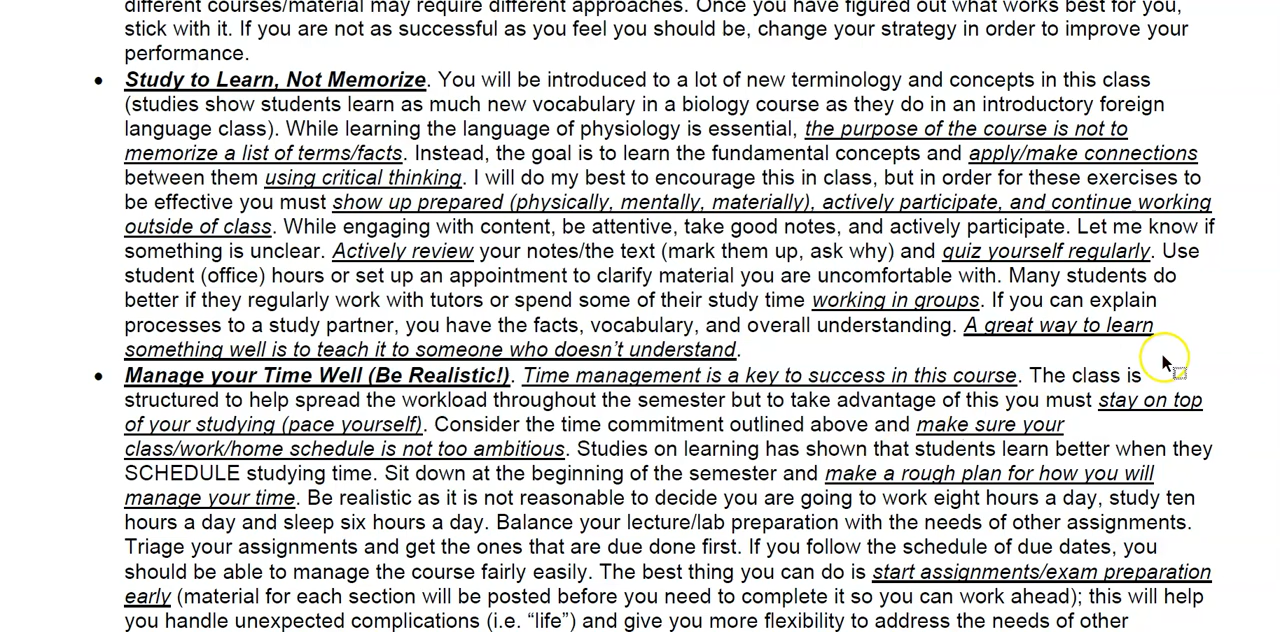 different courses/material may require different approaches. Once you have figured out what works best for you,
stick with it. If you are not as successful as you feel you should be, change your strategy in order to improve your
performance.
• Study to Learn, Not Memorize. You will be introduced to a lot of new terminology and concepts in this class
(studies show students learn as much new vocabulary in a biology course as they do in an introductory foreign
language class). While learning the language of physiology is essential, the purpose of the course is not to
memorize a list of terms/facts. Instead, the goal is to learn the fundamental concepts and apply/make connections
between them using critical thinking. I will do my best to encourage this in class, but in order for these exercises to
be effective you must show up prepared (physically, mentally, materially), actively participate, and continue working
outside of class. While engaging with content, be attentive, take good notes, and actively participate. Let me know if
something is unclear. Actively review your notes/the text (mark them up, ask why) and quiz yourself regularly. Use
student (office) hours or set up an appointment to clarify material you are uncomfortable with. Many students do
better if they regularly work with tutors or spend some of their study time working in groups. If you can explain
processes to a study partner, you have the facts, vocabulary, and overall understanding. A great way to learn
something well is to teach it to someone who doesn’t understand.
• Manage your Time Well (Be Realistic!). Time management is a key to success in this course. The class is
structured to help spread the workload throughout the semester but to take advantage of this you must stay on top
of your studying (pace yourself). Consider the time commitment outlined above and make sure your
class/work/home schedule is not too ambitious. Studies on learning has shown that students learn better when they
SCHEDULE studying time. Sit down at the beginning of the semester and make a rough plan for how you will
manage your time. Be realistic as it is not reasonable to decide you are going to work eight hours a day, study ten
hours a day and sleep six hours a day. Balance your lecture/lab preparation with the needs of other assignments.
Triage your assignments and get the ones that are due done first. If you follow the schedule of due dates, you
should be able to manage the course fairly easily. The best thing you can do is start assignments/exam preparation
early (material for each section will be posted before you need to complete it so you can work ahead); this will help
you handle unexpected complications (i.e. “life”) and give you more flexibility to address the needs of other